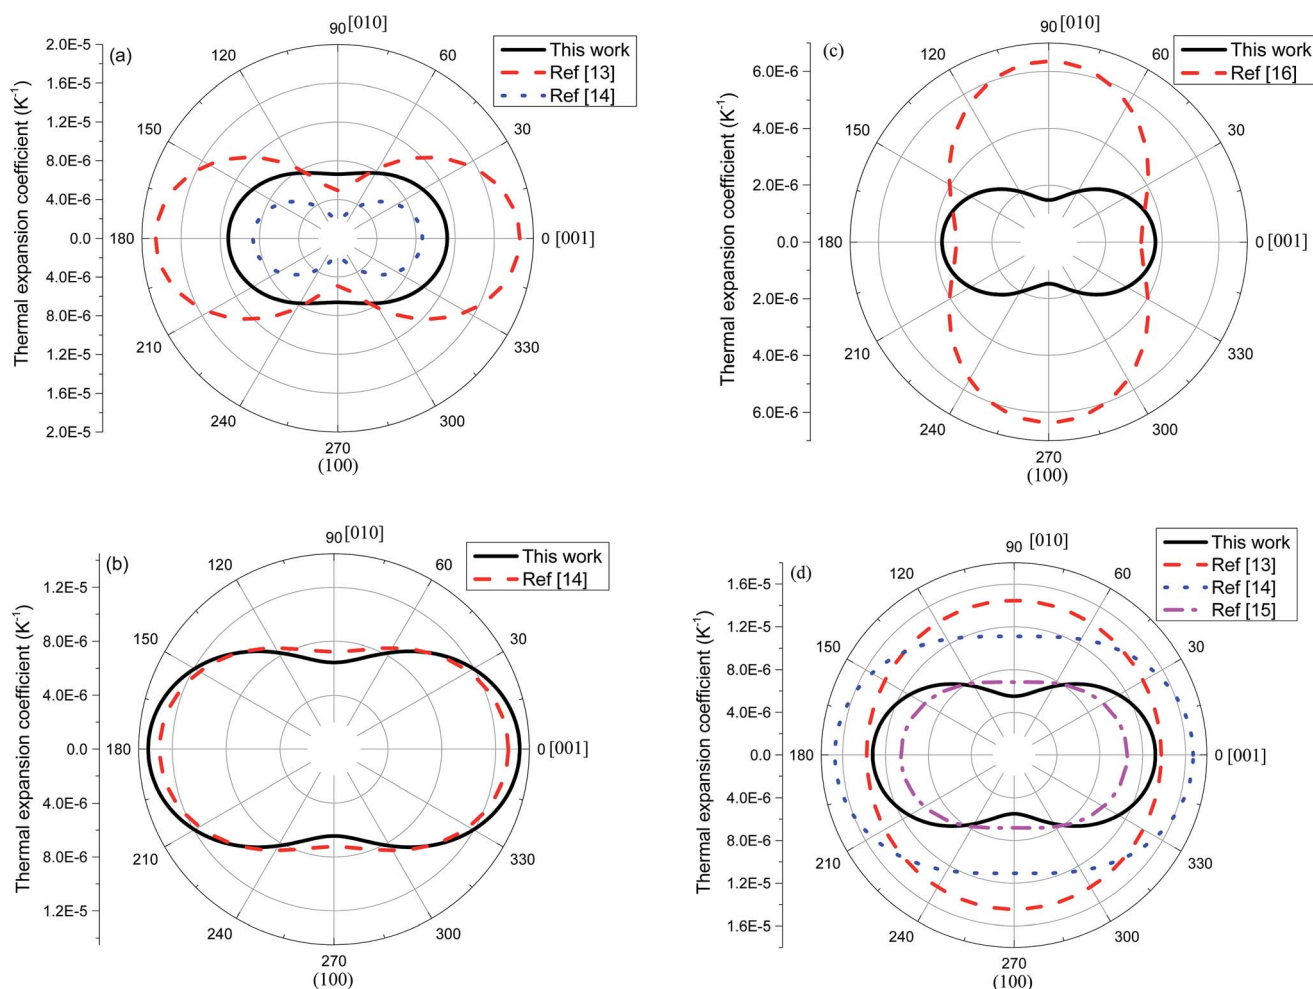 (a)
Thermal expansion coefficient (K⁻¹)
2.0E-5
1.6E-5
1.2E-5
8.0E-6
4.0E-6
0.0
4.0E-6
8.0E-6
1.2E-5
1.6E-5
2.0E-5
90 [010]
120
60
150
30
180
0 [001]
210
330
240
300
270
(100)
This work
Ref [13]
Ref [14]
(c)
Thermal expansion coefficient (K⁻¹)
6.0E-6
4.0E-6
2.0E-6
0.0
2.0E-6
4.0E-6
6.0E-6
90 [010]
120
60
150
30
180
0 [001]
210
330
240
300
270
(100)
This work
Ref [16]
(b)
Thermal expansion coefficient (K⁻¹)
1.2E-5
8.0E-6
4.0E-6
0.0
4.0E-6
8.0E-6
1.2E-5
90 [010]
120
60
150
30
180
0 [001]
210
330
240
300
270
(100)
This work
Ref [14]
(d)
Thermal expansion coefficient (K⁻¹)
1.6E-5
1.2E-5
8.0E-6
4.0E-6
0.0
4.0E-6
8.0E-6
1.2E-5
1.6E-5
90 [010]
120
60
150
30
180
0 [001]
210
330
240
300
270
(100)
This work
Ref [13]
Ref [14]
Ref [15]